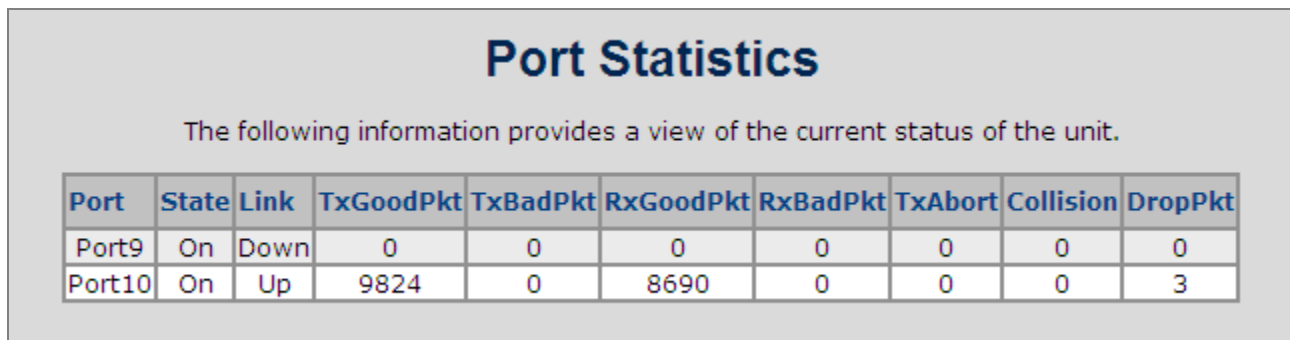 Port Statistics
The following information provides a view of the current status of the unit.
Port State Link TxGoodPkt TxBadPkt RxGoodPkt RxBadPkt TxAbort Collision DropPkt
Port9 On Down 0 0 0 0 0 0 0
Port10 On Up 9824 0 8690 0 0 0 3